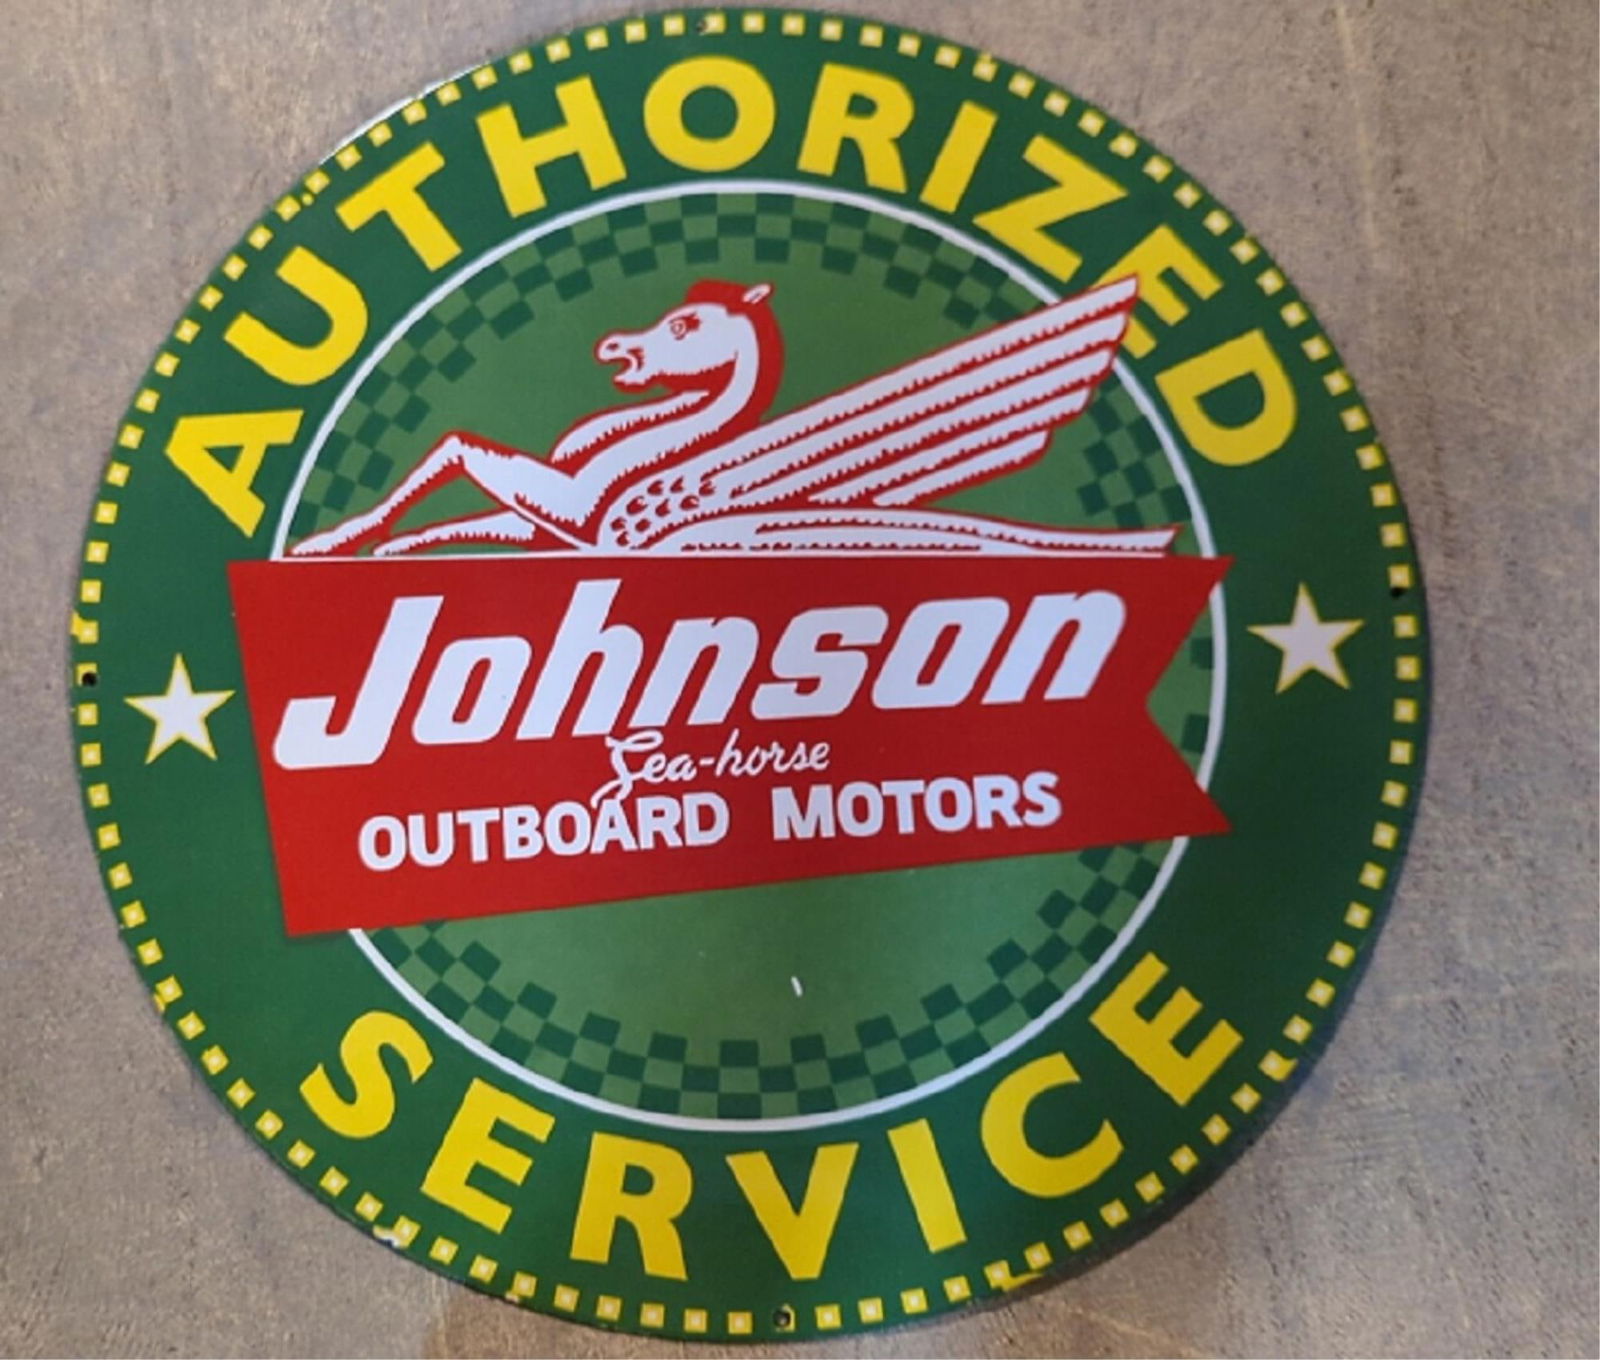 AUTHORIZED
Johnson
Sea-horse
OUTBOARD MOTORS
SERVICE